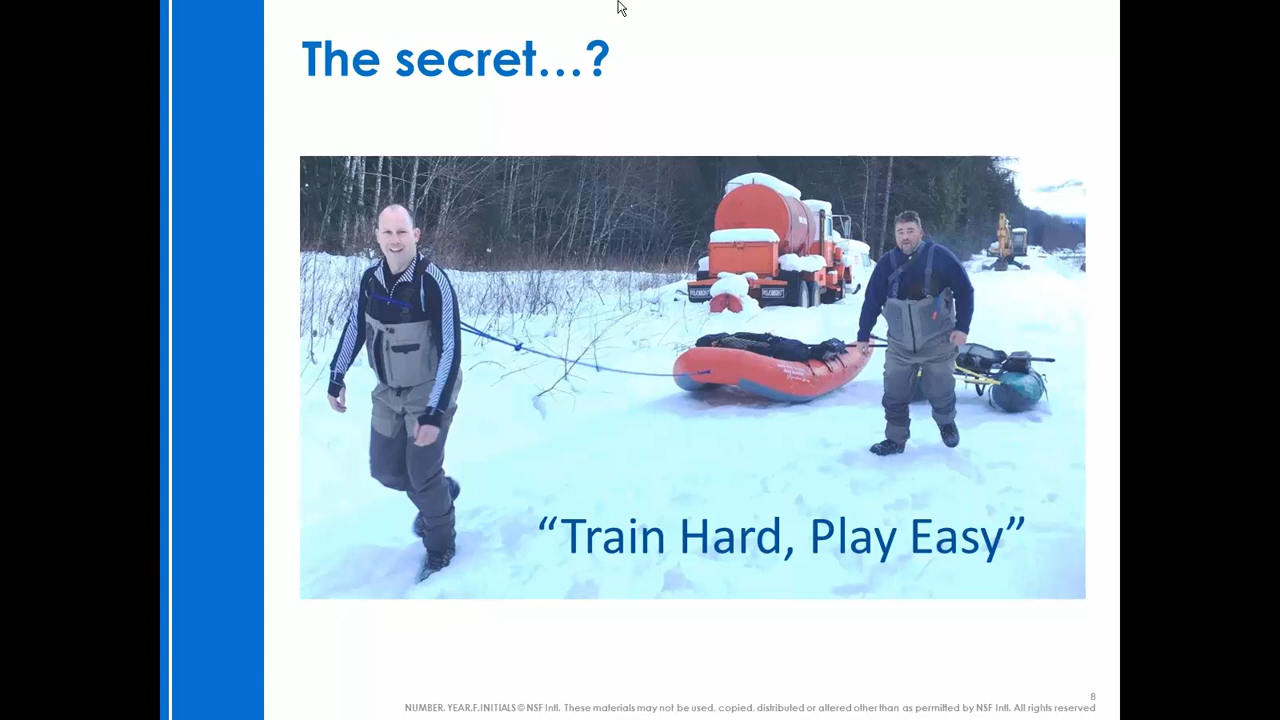 The secret...?
“Train Hard, Play Easy”
8
NUMBER. YEAR.F.INITIALS © NSF Intl. These materials may not be used, copied, distributed or altered other than as permitted by NSF Intl. All rights reserved